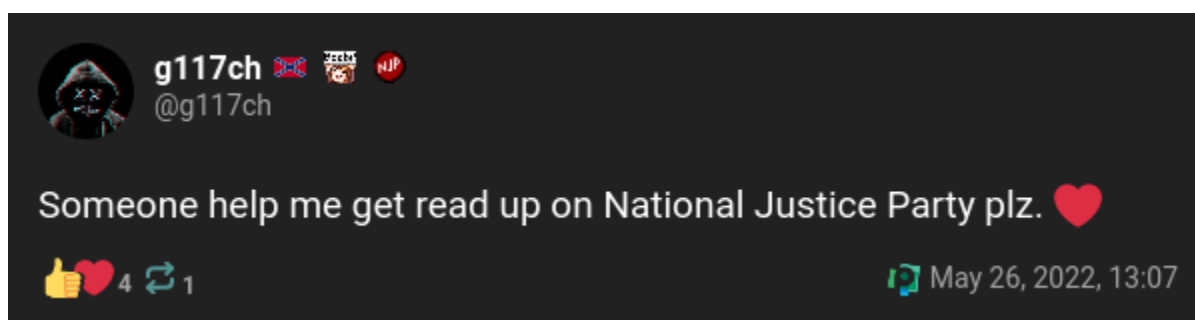 g117ch
NJP
@g117ch
Someone help me get read up on National Justice Party plz.
4 1
May 26, 2022, 13:07